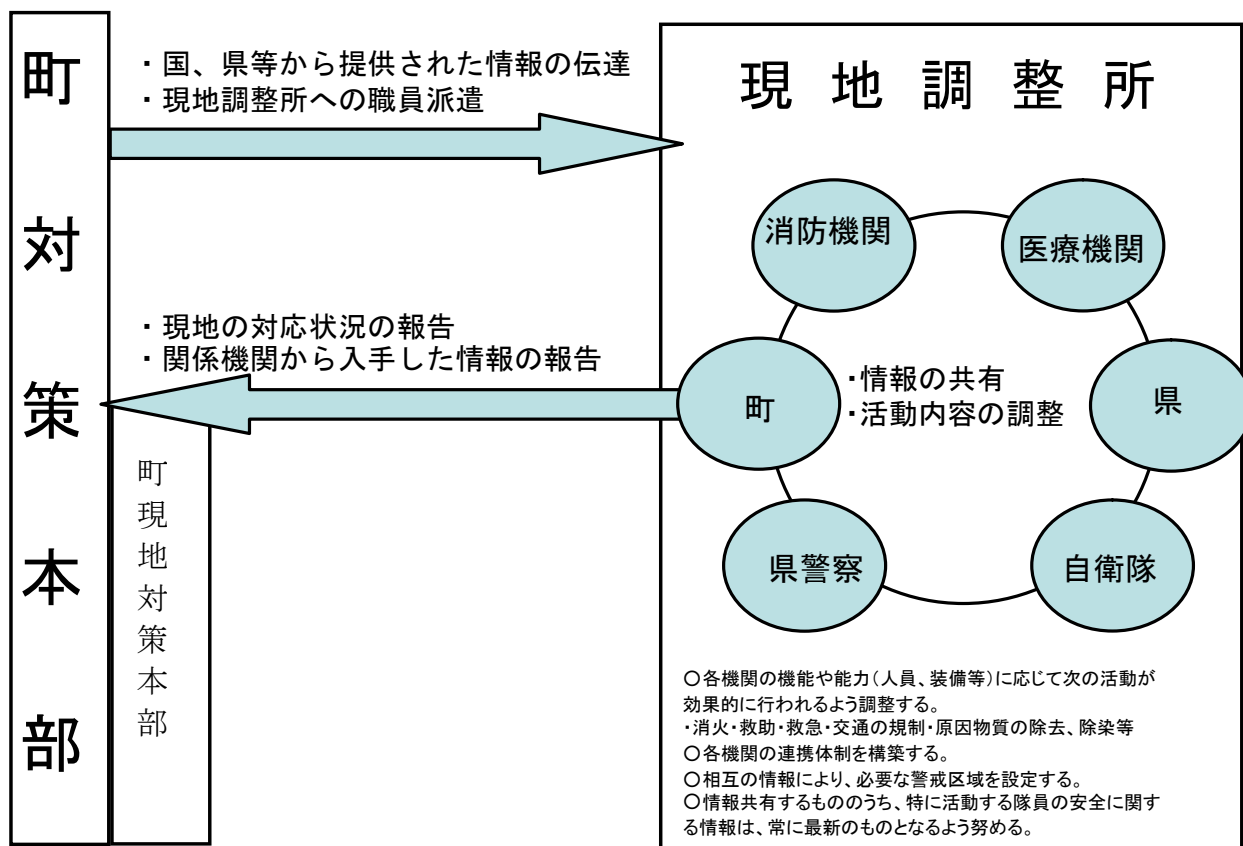 町対策本部
・国、県等から提供された情報の伝達
・現地調整所への職員派遣
・現地の対応状況の報告
・関係機関から入手した情報の報告
町現地対策本部
現地調整所
消防機関
医療機関
町
・情報の共有
・活動内容の調整
県
県警察
自衛隊
○各機関の機能や能力(人員、装備等)に応じて次の活動が
効果的に行われるよう調整する。
・消火・救助・救急・交通の規制・原因物質の除去、除染等
○各機関の連携体制を構築する。
○相互の情報により、必要な警戒区域を設定する。
○情報共有するもののうち、特に活動する隊員の安全に関す
る情報は、常に最新のものとなるよう努める。